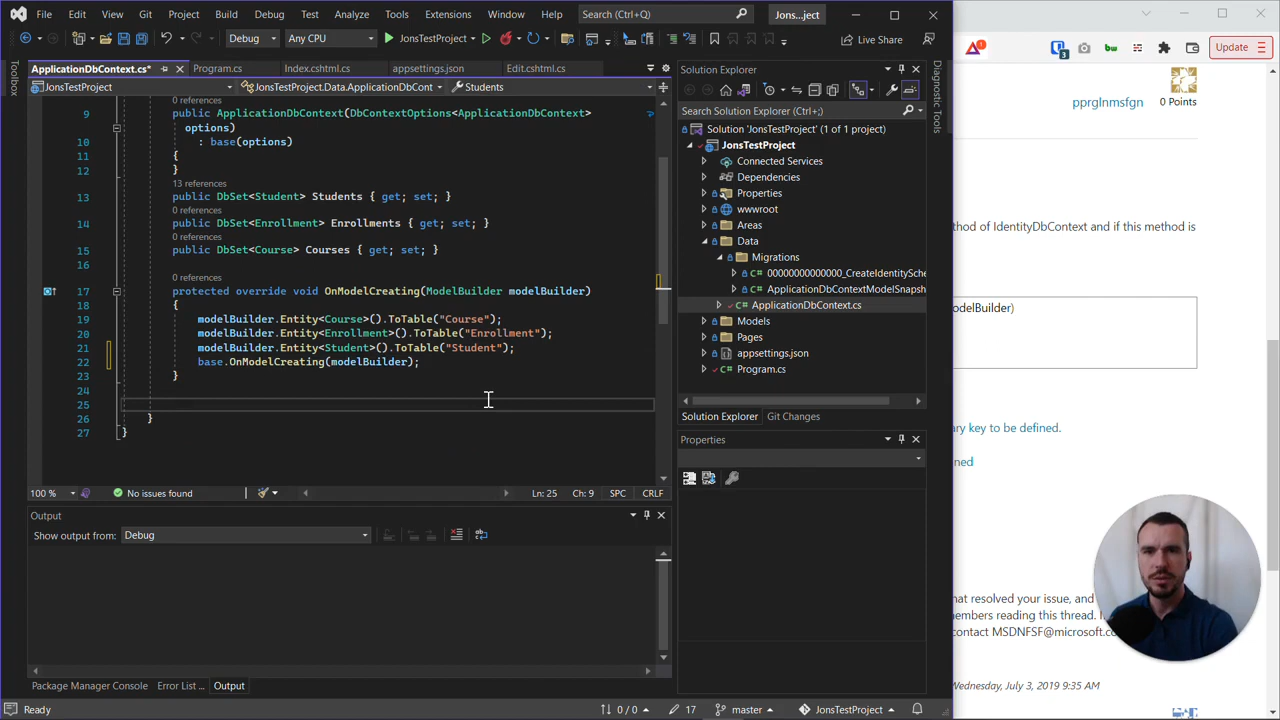 File Edit View Git Project Build Debug Test Analyze Tools Extensions Window Help Search (Ctrl+Q) Jons...ject
Debug Any CPU JonsTestProject Live Share Update
ApplicationDbContext.cs* Program.cs Index.cshtml.cs appsettings.json Edit.cshtml.cs
JonsTestProject JonsTestProject.Data.ApplicationDbCont Students
Toolbox
0 references
9 public ApplicationDbContext(DbContextOptions<ApplicationDbContext>
options)
10 : base(options)
11 {
12 }
13 references
13 public DbSet<Student> Students { get; set; }
0 references
14 public DbSet<Enrollment> Enrollments { get; set; }
0 references
15 public DbSet<Course> Courses { get; set; }
16
0 references
17 protected override void OnModelCreating(ModelBuilder modelBuilder)
18 {
19 modelBuilder.Entity<Course>().ToTable("Course");
20 modelBuilder.Entity<Enrollment>().ToTable("Enrollment");
21 modelBuilder.Entity<Student>().ToTable("Student");
22 base.OnModelCreating(modelBuilder);
23 }
24
25
26 }
27 }
100 % No issues found Ln: 25 Ch: 9 SPC CRLF
Output
Show output from: Debug
Package Manager Console Error List ... Output
Ready 0 / 0 17 master JonsTestProject
Solution Explorer
Search Solution Explorer (Ctrl+;)
Solution 'JonsTestProject' (1 of 1 project)
JonsTestProject
Connected Services
Dependencies
Properties
wwwroot
Areas
Data
Migrations
00000000000000_CreateIdentitySche
ApplicationDbContextModelSnapsh
ApplicationDbContext.cs
Models
Pages
appsettings.json
Program.cs
Solution Explorer Git Changes
Properties
Diagnostic Tools
pprglnmsfgn 0 Points
thod of IdentityDbContext and if this method is
odelBuilder)
ary key to be defined.
ned
hat resolved your issue, and
members reading this thread. I
contact MSDNFSF@microsoft.co
Wednesday, July 3, 2019 9:35 AM